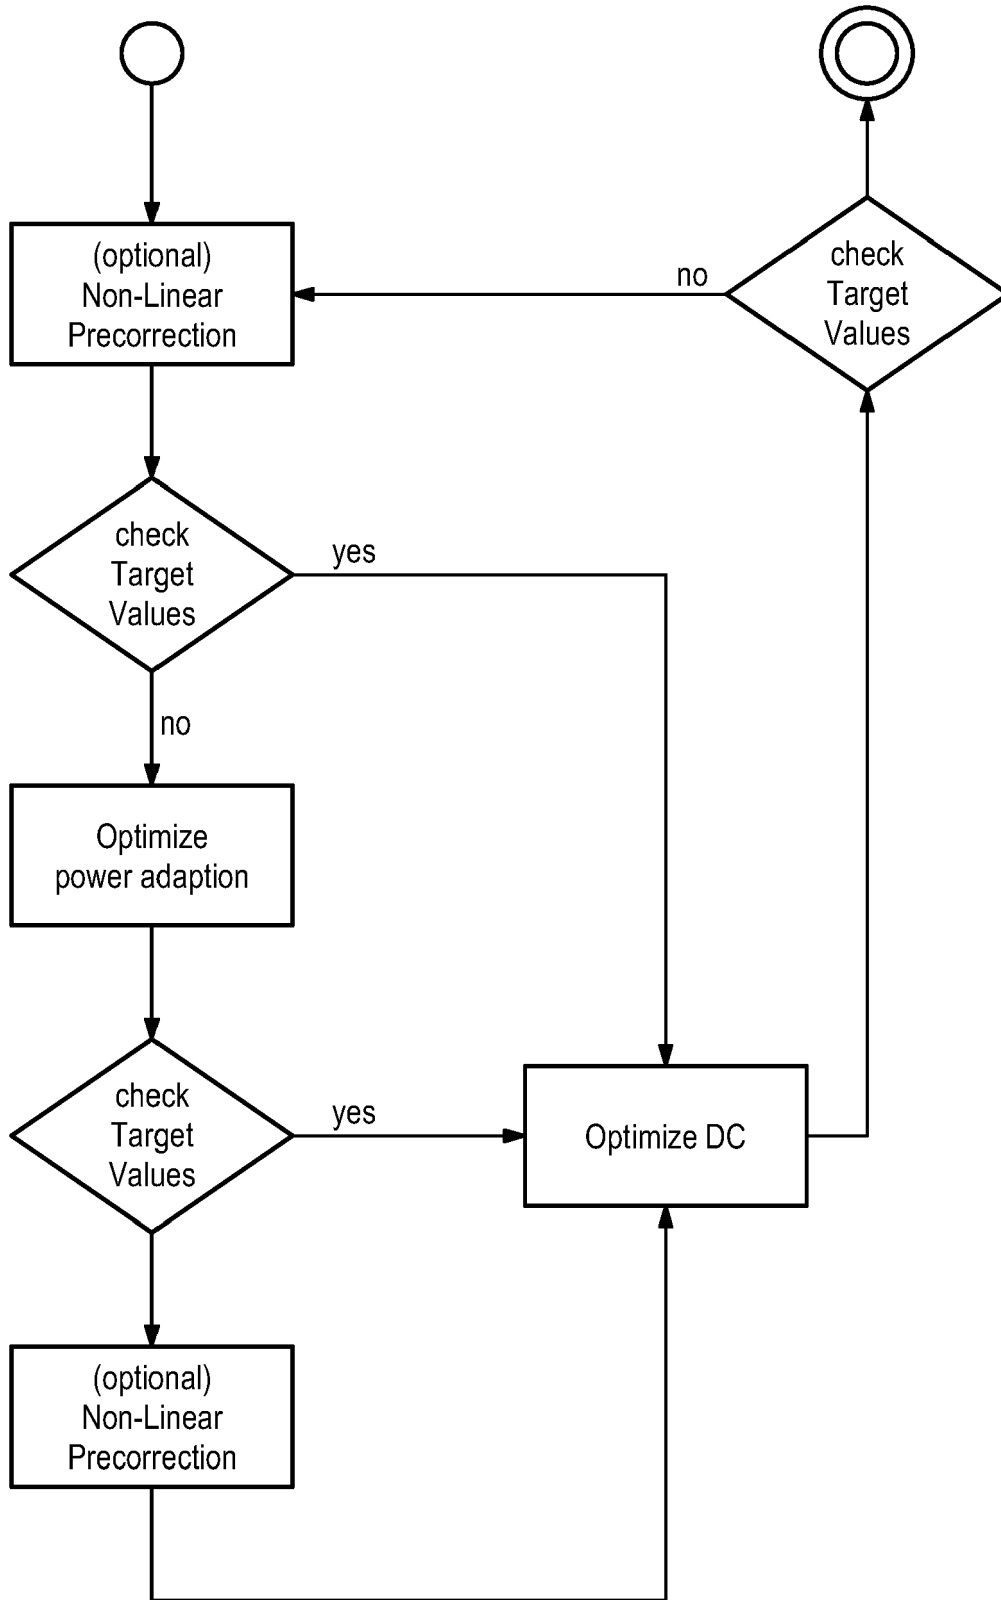 (optional)
Non-Linear
Precorrection
no
check
Target
Values
check
Target
Values
yes
no
Optimize
power adaption
check
Target
Values
yes
Optimize DC
(optional)
Non-Linear
Precorrection